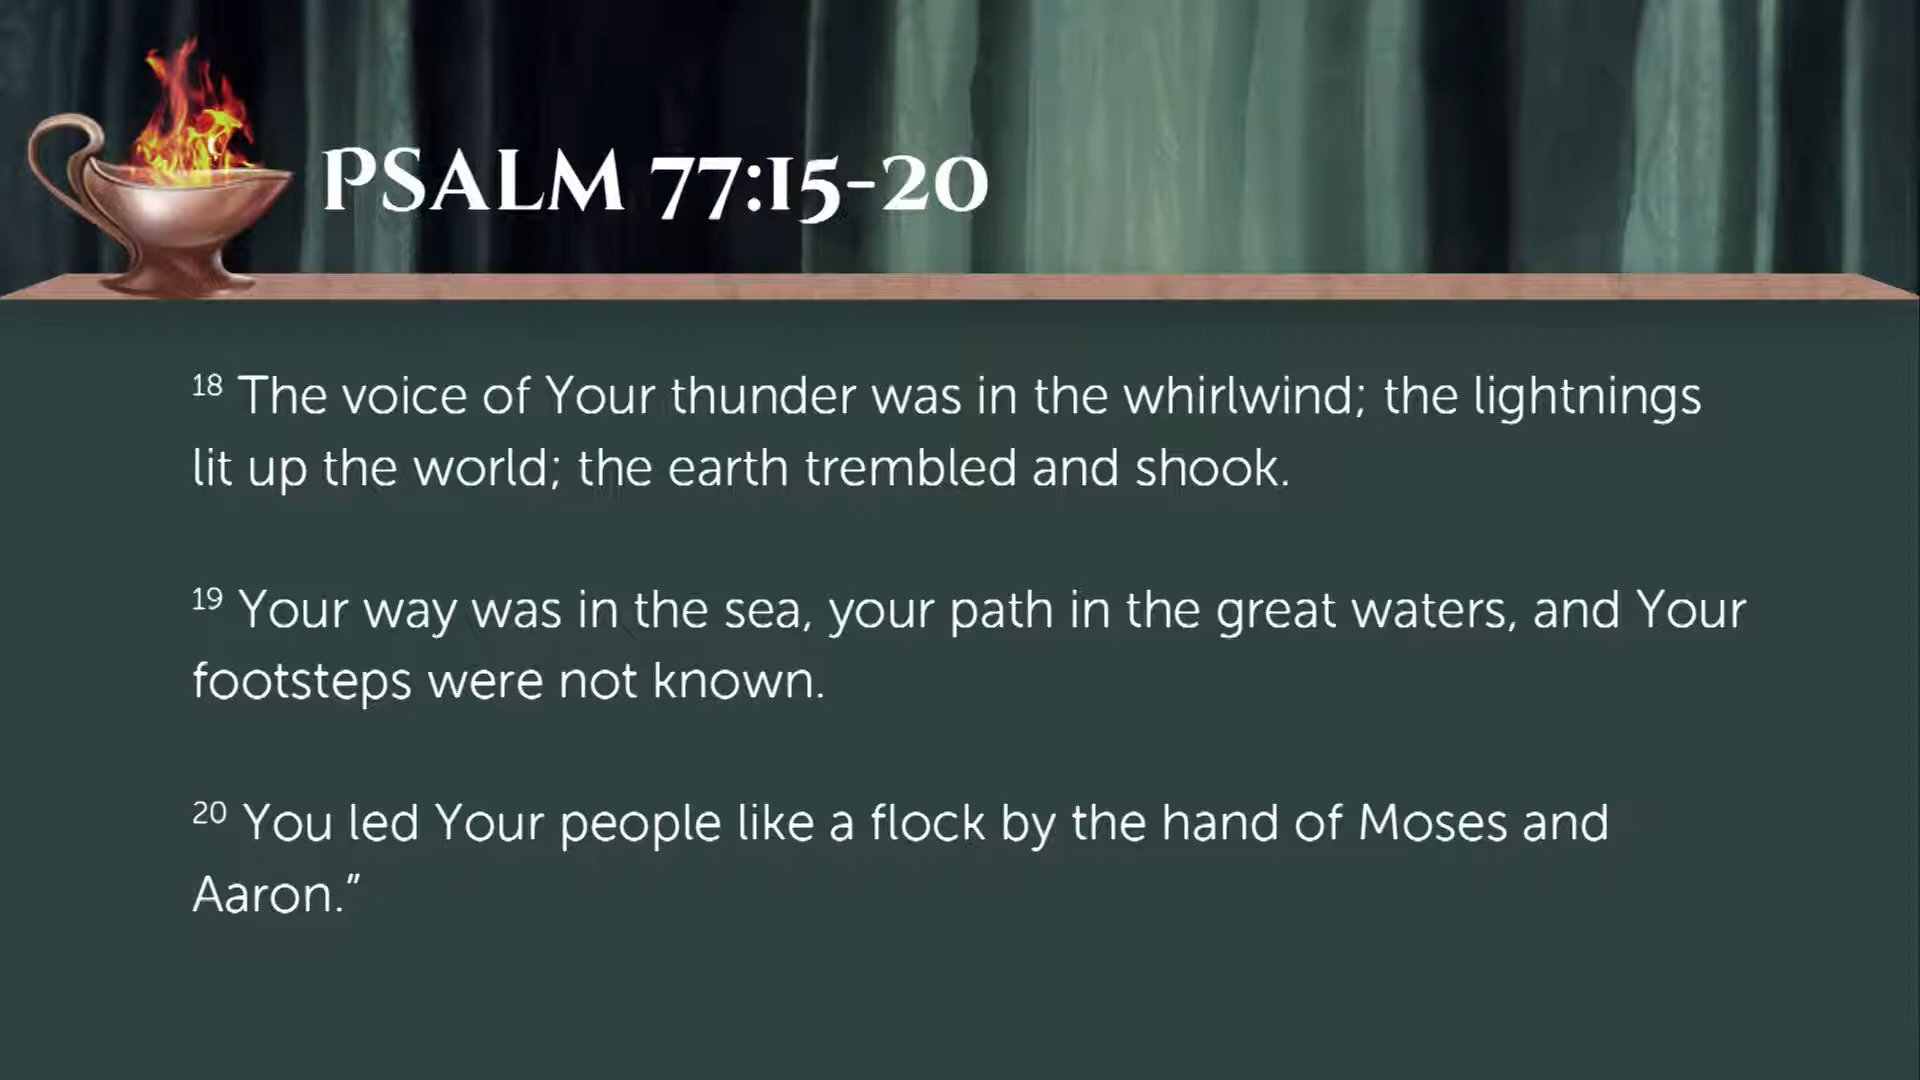 PSALM 77:15-20
18 The voice of Your thunder was in the whirlwind; the lightnings
lit up the world; the earth trembled and shook.
19 Your way was in the sea, your path in the great waters, and Your
footsteps were not known.
20 You led Your people like a flock by the hand of Moses and
Aaron.”